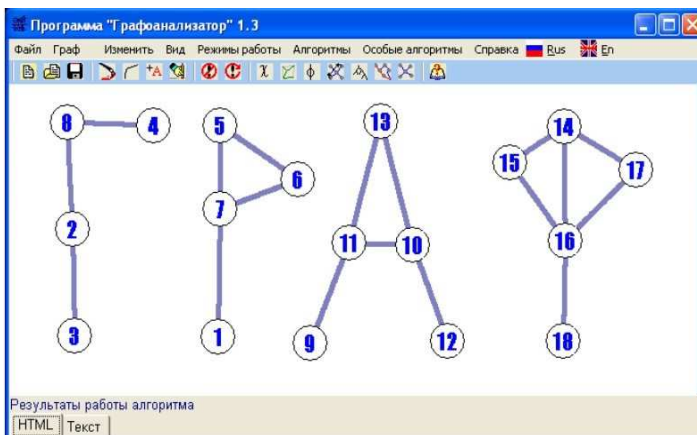 Программа "Графоанализатор" 1.3
Файл Граф Изменить Вид Режимы работы Алгоритмы Особые алгоритмы Справка Rus En
8 4 5 13 14
15 17
6
7
2 11 10 16
3 1 9 12 18
Результаты работы алгоритма
HTML Текст